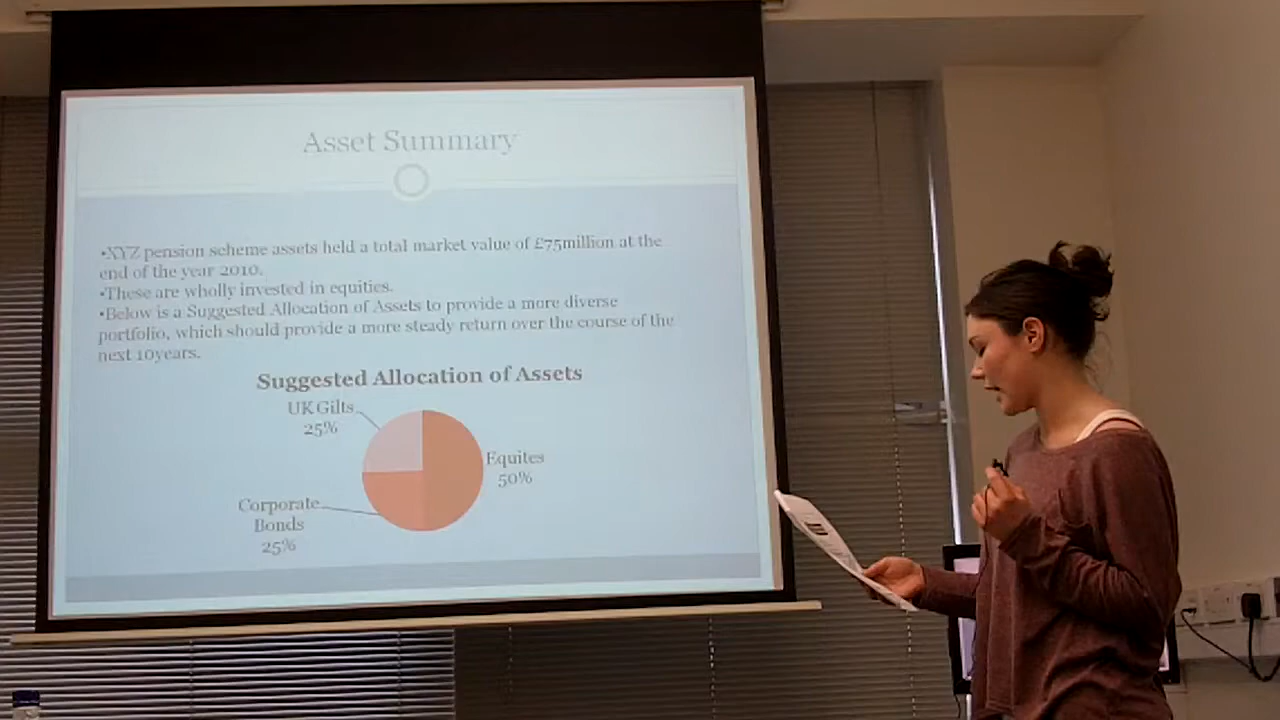 Asset Summary
•XYZ pension scheme assets held a total market value of £75million at the
end of the year 2010.
•These are wholly invested in equities.
•Below is a Suggested Allocation of Assets to provide a more diverse
portfolio, which should provide a more steady return over the course of the
next 10years.
Suggested Allocation of Assets
UK Gilts
25%
Equites
50%
Corporate
Bonds
25%